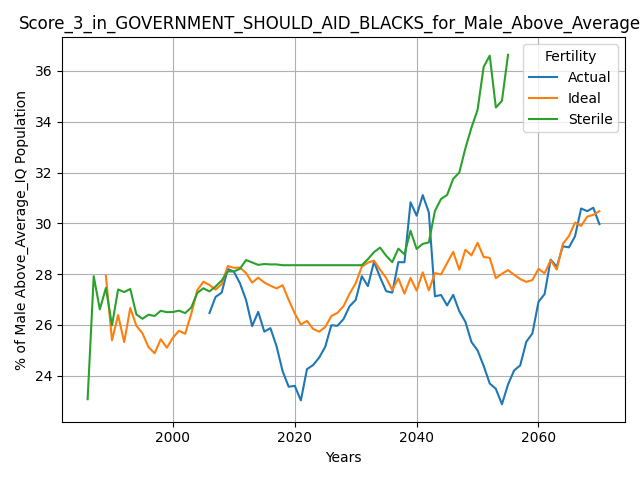 Score_3_in_GOVERNMENT_SHOULD_AID_BLACKS_for_Male_Above_Average
% of Male Above_Average_IQ Population
36
34
32
30
28
26
24
Fertility
Actual
Ideal
Sterile
2000 2020 2040 2060
Years